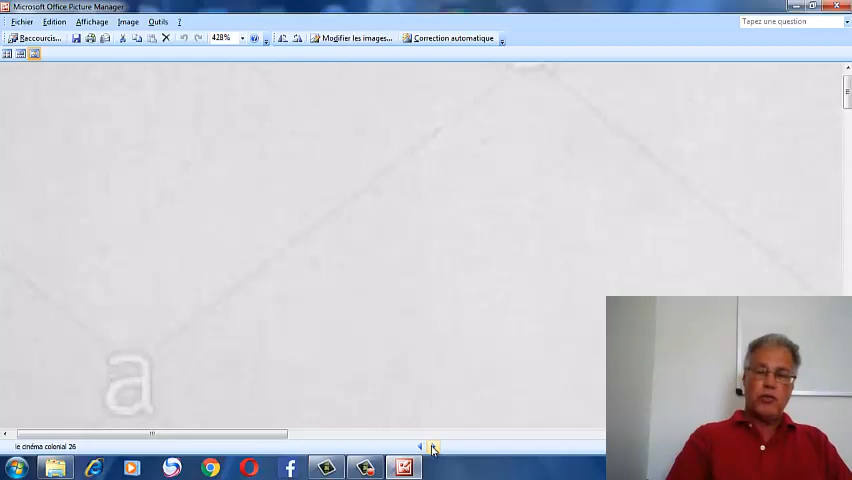 Microsoft Office Picture Manager
Fichier Edition Affichage Image Outils ?
Tapez une question
Raccourcis... 428% Modifier les images... Correction automatique
a
le cinéma colonial 26